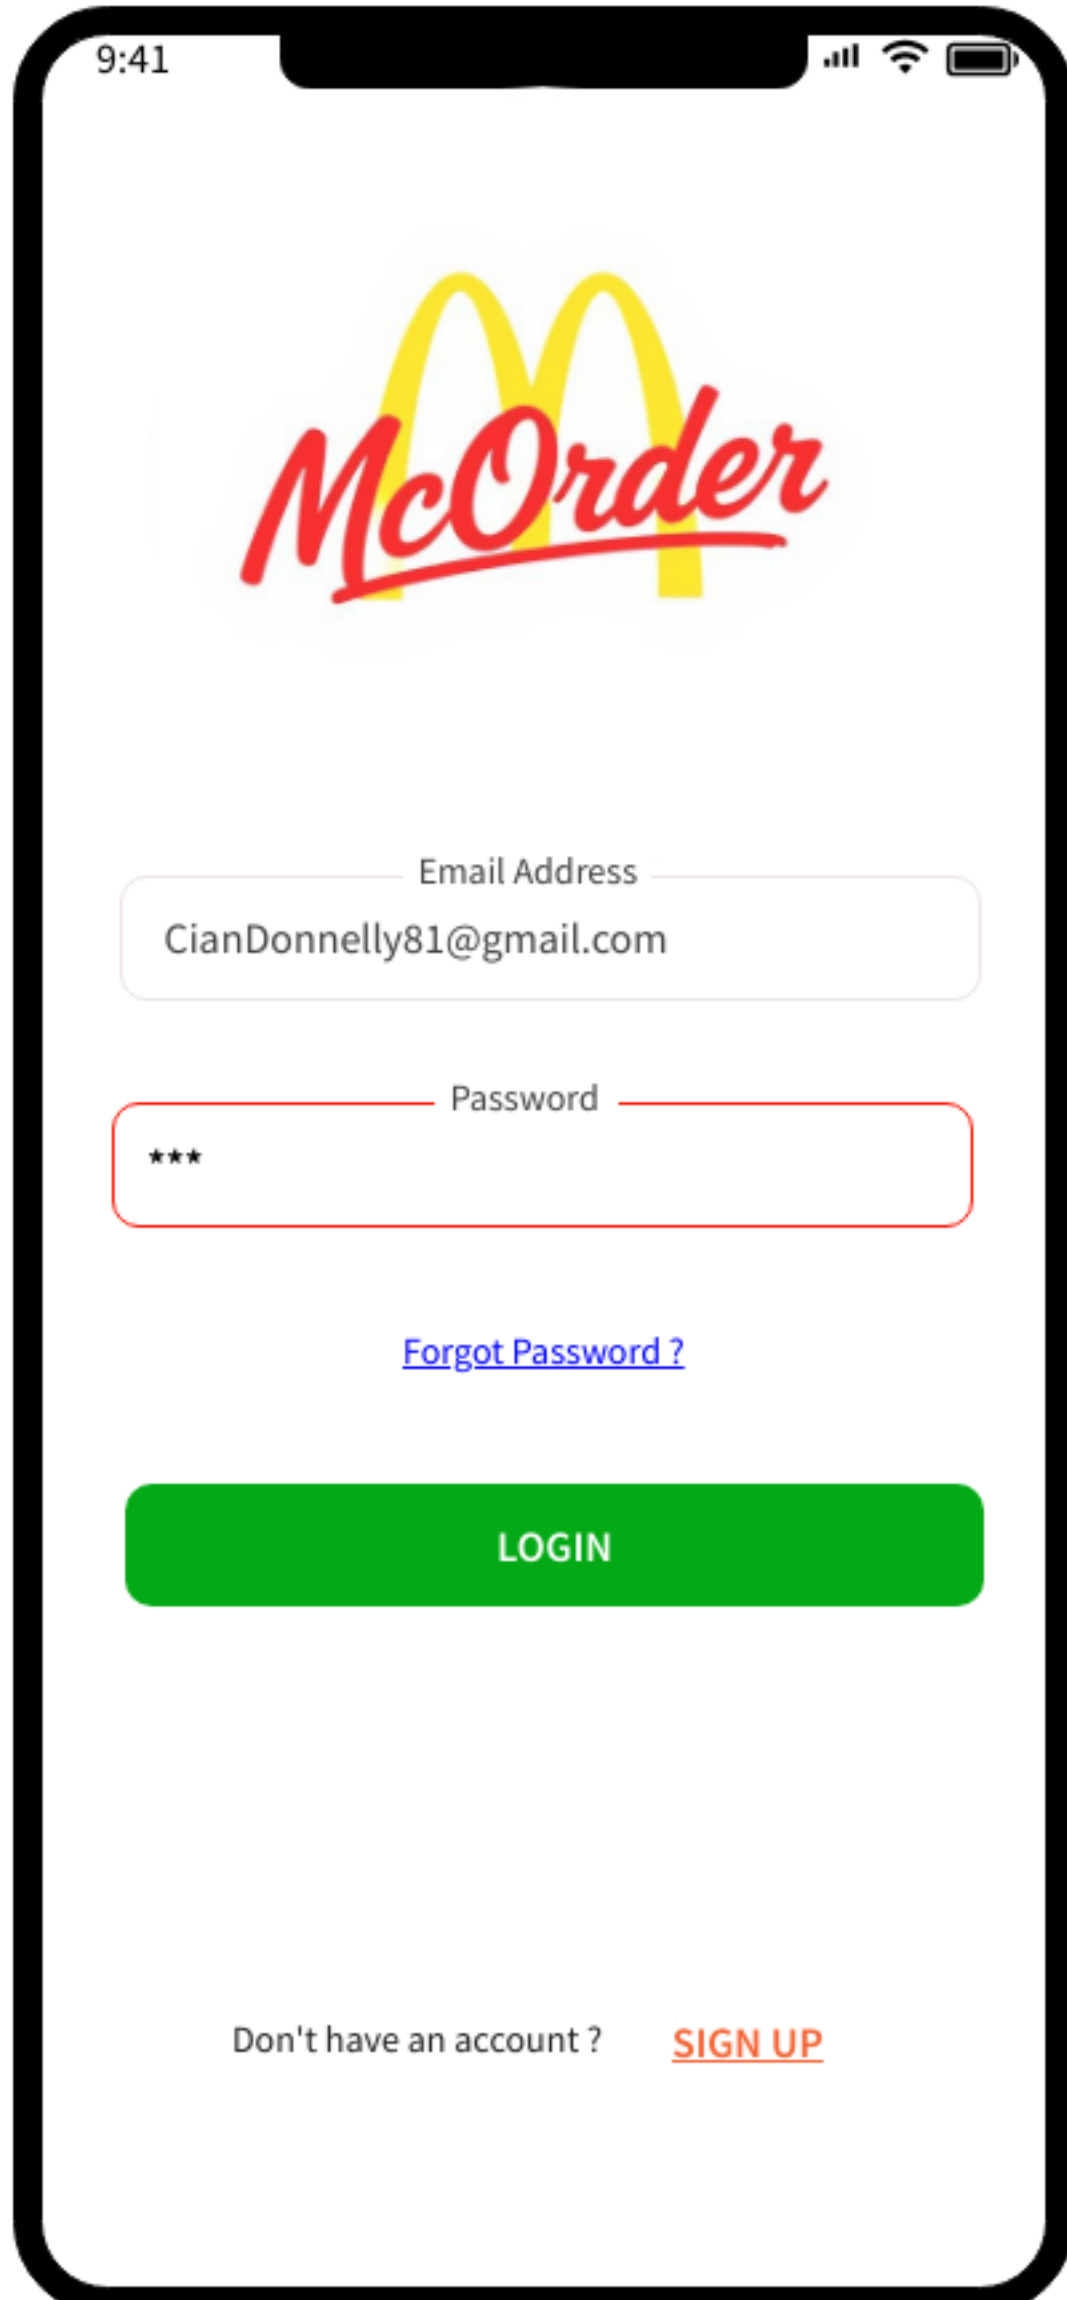 9:41
McOrder
Email Address
CianDonnelly81@gmail.com
Password
***
Forgot Password ?
LOGIN
Don't have an account ? SIGN UP